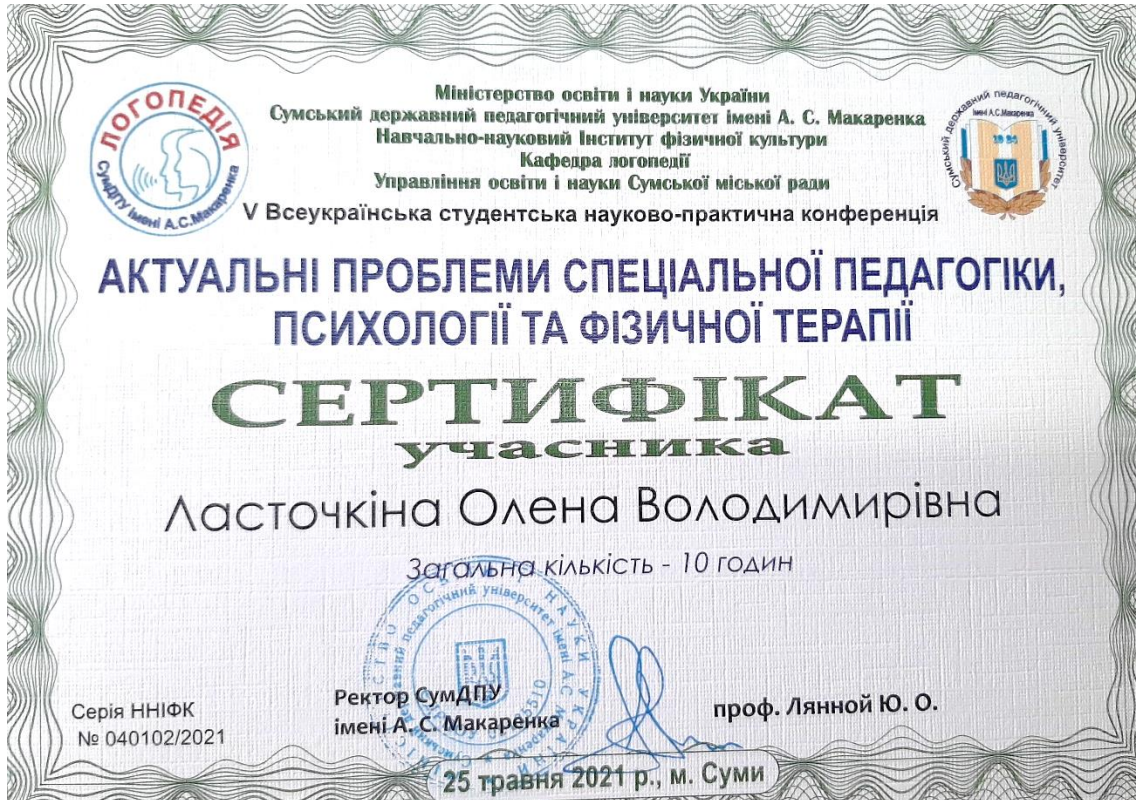 ЛОГОПЕДІЯ
СумДПУ імені А.С.Макаренка
Міністерство освіти і науки України
Сумський державний педагогічний університет імені А. С. Макаренка
Навчально-науковий Інститут фізичної культури
Кафедра логопедії
Управління освіти і науки Сумської міської ради
V Всеукраїнська студентська науково-практична конференція
Сумський державний педагогічний університет
імені А.С.Макаренка
1924
АКТУАЛЬНІ ПРОБЛЕМИ СПЕЦІАЛЬНОЇ ПЕДАГОГІКИ,
ПСИХОЛОГІЇ ТА ФІЗИЧНОЇ ТЕРАПІЇ
СЕРТИФІКАТ
учасника
Ласточкіна Олена Володимирівна
Загальна кількість - 10 годин
Серія ННІФК
№ 040102/2021
Ректор СумДПУ
імені А. С. Макаренка
проф. Лянной Ю. О.
25 травня 2021 р., м. Суми